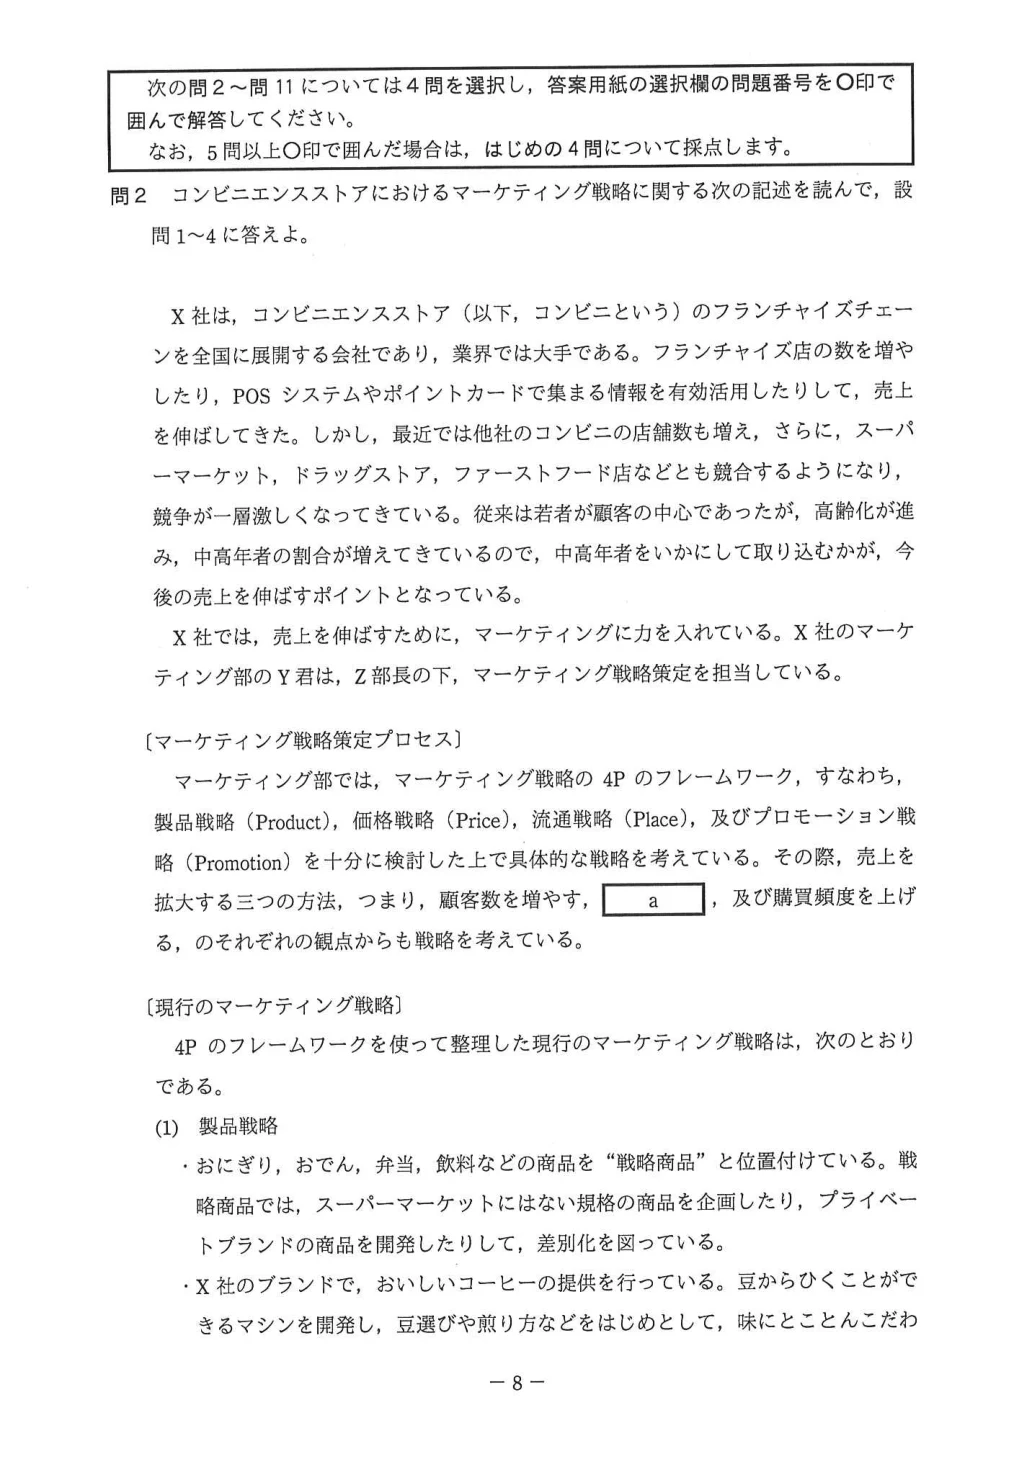 次の問2～問11については4問を選択し，答案用紙の選択欄の問題番号を〇印で
囲んで解答してください。
なお，5問以上〇印で囲んだ場合は，はじめの4問について採点します。
問2　コンビニエンスストアにおけるマーケティング戦略に関する次の記述を読んで，設
問1～4に答えよ。
X社は，コンビニエンスストア（以下，コンビニという）のフランチャイズチェー
ンを全国に展開する会社であり，業界では大手である。フランチャイズ店の数を増や
したり，POS システムやポイントカードで集まる情報を有効活用したりして，売上
を伸ばしてきた。しかし，最近では他社のコンビニの店舗数も増え，さらに，スーパ
ーマーケット，ドラッグストア，ファーストフード店などとも競合するようになり，
競争が一層激しくなってきている。従来は若者が顧客の中心であったが，高齢化が進
み，中高年者の割合が増えてきているので，中高年者をいかにして取り込むかが，今
後の売上を伸ばすポイントとなっている。
X社では，売上を伸ばすために，マーケティングに力を入れている。X社のマーケ
ティング部のY君は，Z部長の下，マーケティング戦略策定を担当している。
〔マーケティング戦略策定プロセス〕
マーケティング部では，マーケティング戦略の 4P のフレームワーク，すなわち，
製品戦略（Product），価格戦略（Price），流通戦略（Place），及びプロモーション戦
略（Promotion）を十分に検討した上で具体的な戦略を考えている。その際，売上を
拡大する三つの方法，つまり，顧客数を増やす， a ，及び購買頻度を上げ
る，のそれぞれの観点からも戦略を考えている。
〔現行のマーケティング戦略〕
4P のフレームワークを使って整理した現行のマーケティング戦略は，次のとおり
である。
(1)　製品戦略
・おにぎり，おでん，弁当，飲料などの商品を“戦略商品”と位置付けている。戦
略商品では，スーパーマーケットにはない規格の商品を企画したり，プライベー
トブランドの商品を開発したりして，差別化を図っている。
・X社のブランドで，おいしいコーヒーの提供を行っている。豆からひくことがで
きるマシンを開発し，豆選びや煎り方などをはじめとして，味にとことんこだわ
－8－